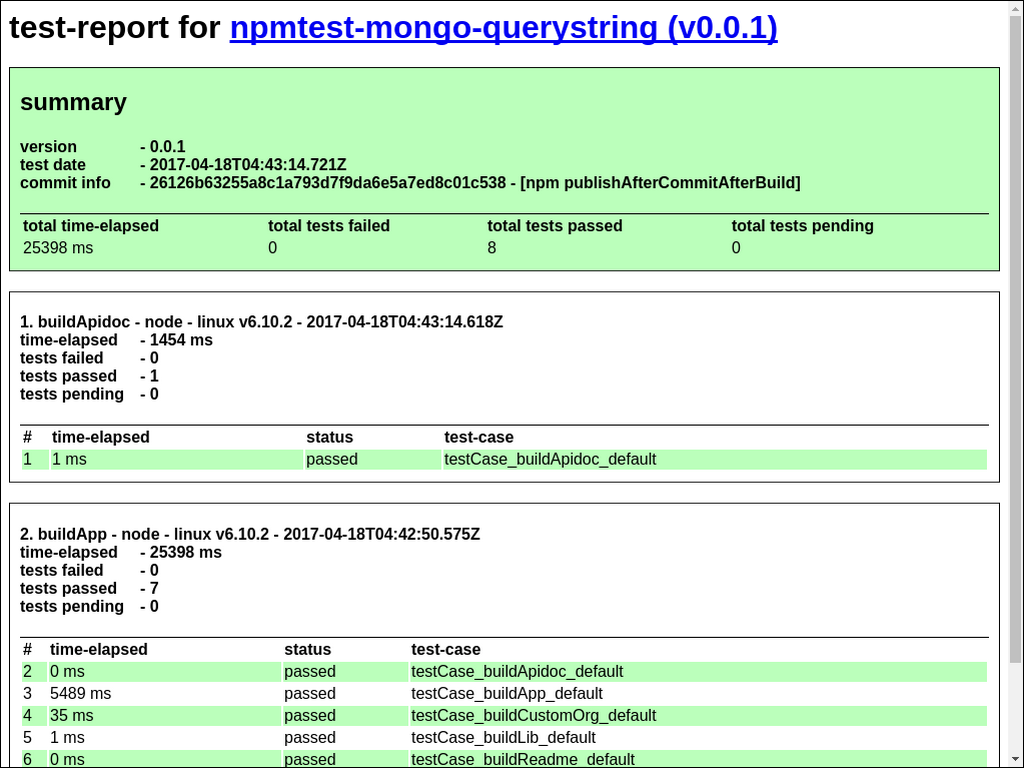 test-report for npmtest-mongo-querystring (v0.0.1)
summary
version - 0.0.1
test date - 2017-04-18T04:43:14.721Z
commit info - 26126b63255a8c1a793d7f9da6e5a7ed8c01c538 - [npm publishAfterCommitAfterBuild]
total time-elapsed total tests failed total tests passed total tests pending
25398 ms 0 8 0
1. buildApidoc - node - linux v6.10.2 - 2017-04-18T04:43:14.618Z
time-elapsed - 1454 ms
tests failed - 0
tests passed - 1
tests pending - 0
# time-elapsed status test-case
1 1 ms passed testCase_buildApidoc_default
2. buildApp - node - linux v6.10.2 - 2017-04-18T04:42:50.575Z
time-elapsed - 25398 ms
tests failed - 0
tests passed - 7
tests pending - 0
# time-elapsed status test-case
2 0 ms passed testCase_buildApidoc_default
3 5489 ms passed testCase_buildApp_default
4 35 ms passed testCase_buildCustomOrg_default
5 1 ms passed testCase_buildLib_default
6 0 ms passed testCase_buildReadme_default